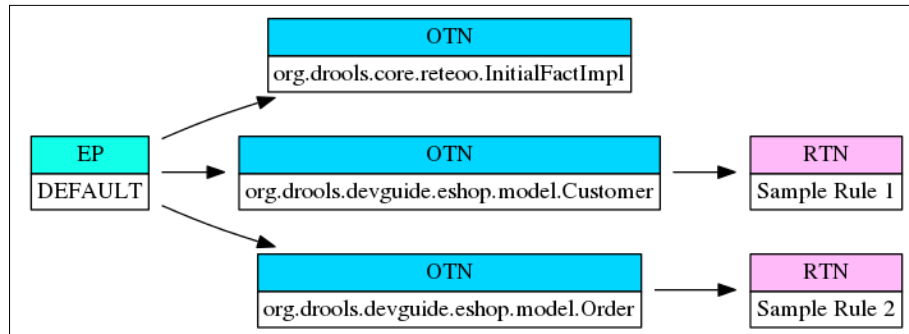 OTN
org.drools.core.reteoo.InitialFactImpl
EP
DEFAULT
OTN
org.drools.devguide.eshop.model.Customer
RTN
Sample Rule 1
OTN
org.drools.devguide.eshop.model.Order
RTN
Sample Rule 2